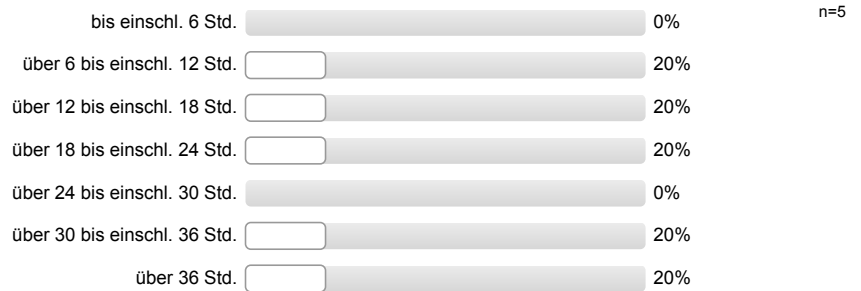 bis einschl. 6 Std. 0% n=5
über 6 bis einschl. 12 Std. 20%
über 12 bis einschl. 18 Std. 20%
über 18 bis einschl. 24 Std. 20%
über 24 bis einschl. 30 Std. 0%
über 30 bis einschl. 36 Std. 20%
über 36 Std. 20%